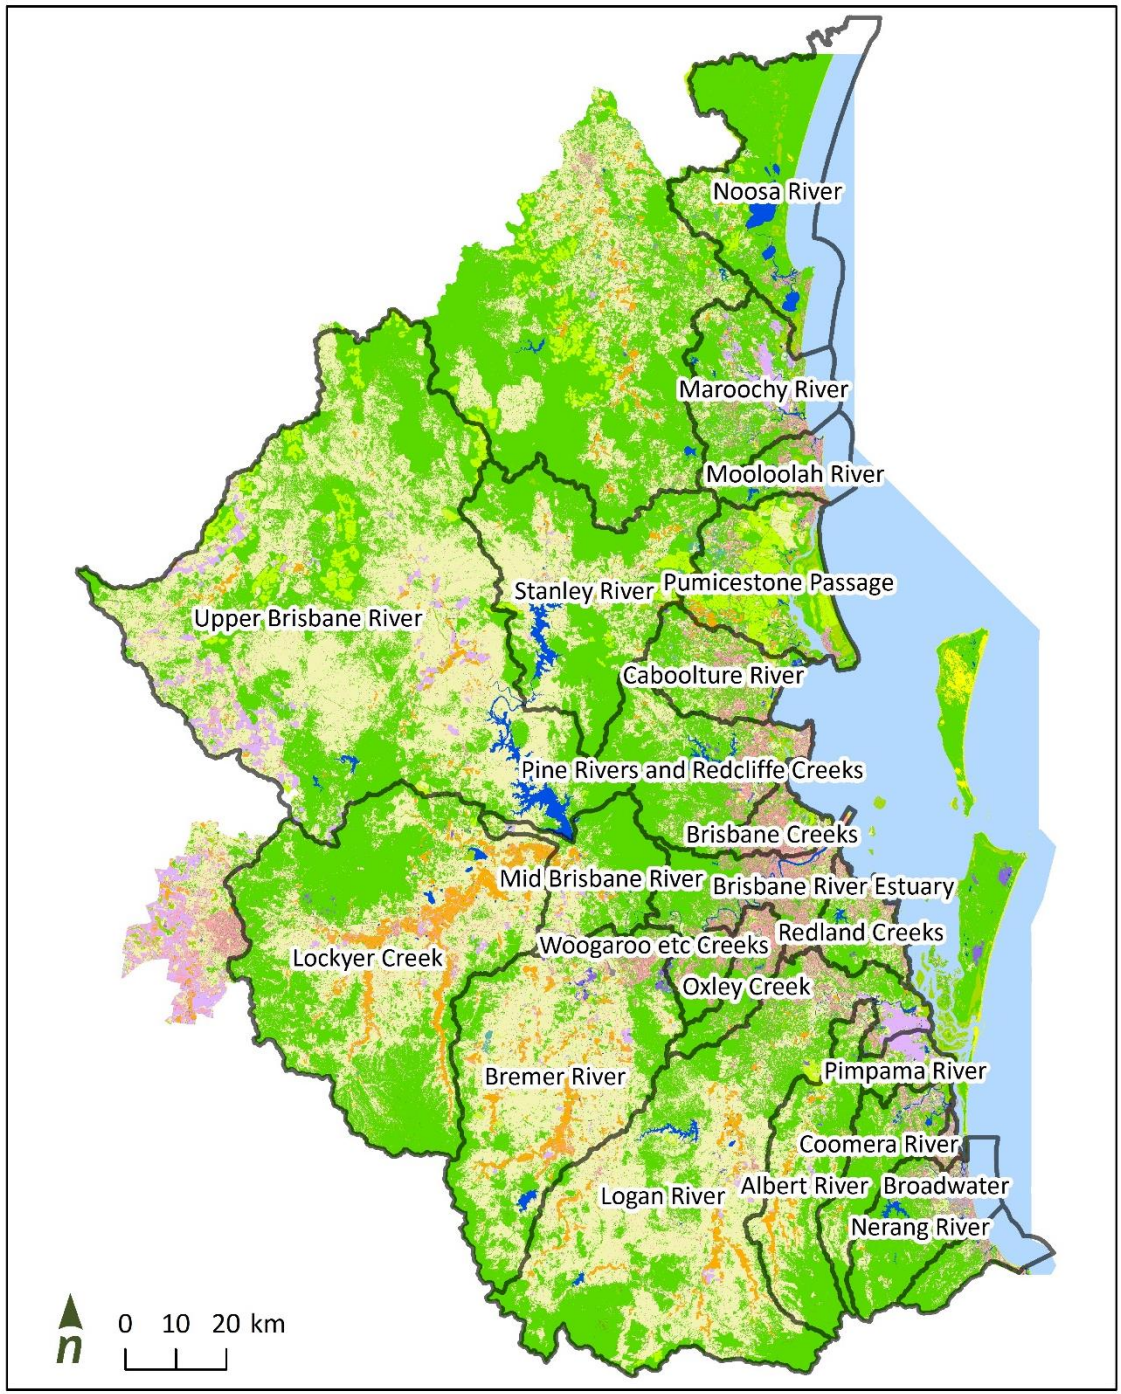 Noosa River
Maroochy River
Mooloolah River
Stanley River
Pumicestone Passage
Upper Brisbane River
Caboolture River
Pine Rivers and Redcliffe Creeks
Brisbane Creeks
Mid Brisbane River
Brisbane River Estuary
Redland Creeks
Woogaroo etc Creeks
Lockyer Creek
Oxley Creek
Bremer River
Pimpama River
Coomera River
Logan River
Albert River
Broadwater
Nerang River
n
0 10 20 km